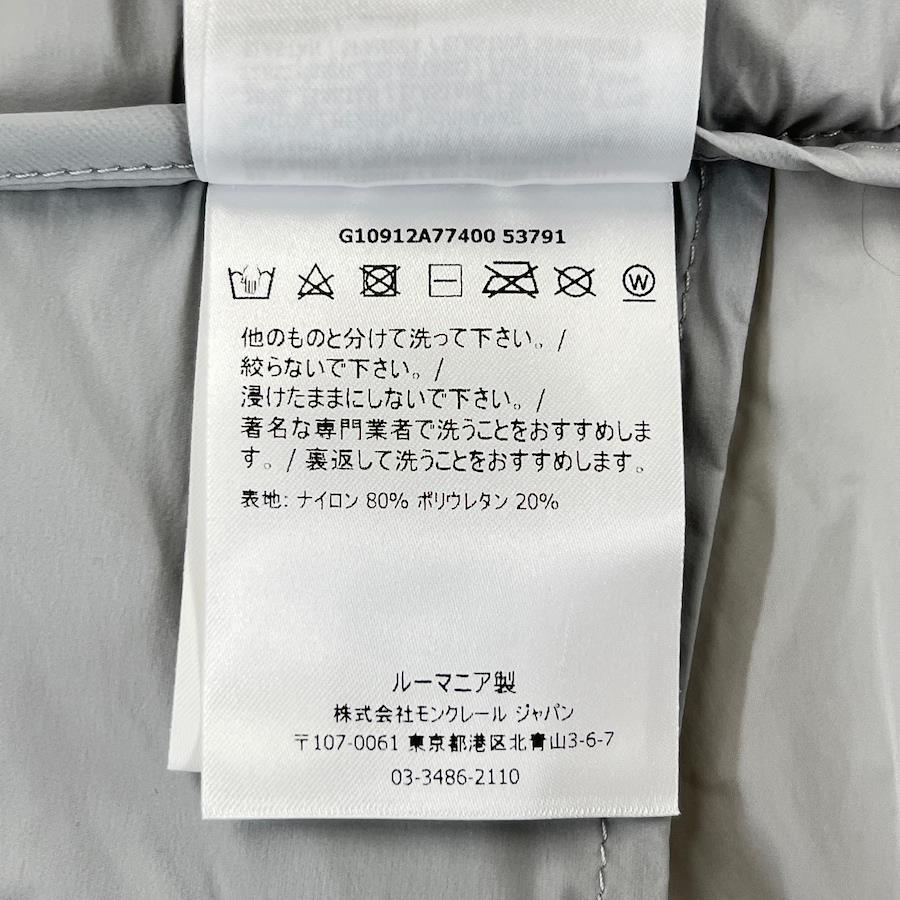 G10912A77400 53791
W
他のものと分けて洗って下さい。/
絞らないで下さい。/
浸けたままにしないで下さい。/
著名な専門業者で洗うことをおすすめしま
す。/ 裏返して洗うことをおすすめします。
表地: ナイロン 80% ポリウレタン 20%
ルーマニア製
株式会社モンクレール ジャパン
〒107-0061 東京都港区北青山3-6-7
03-3486-2110